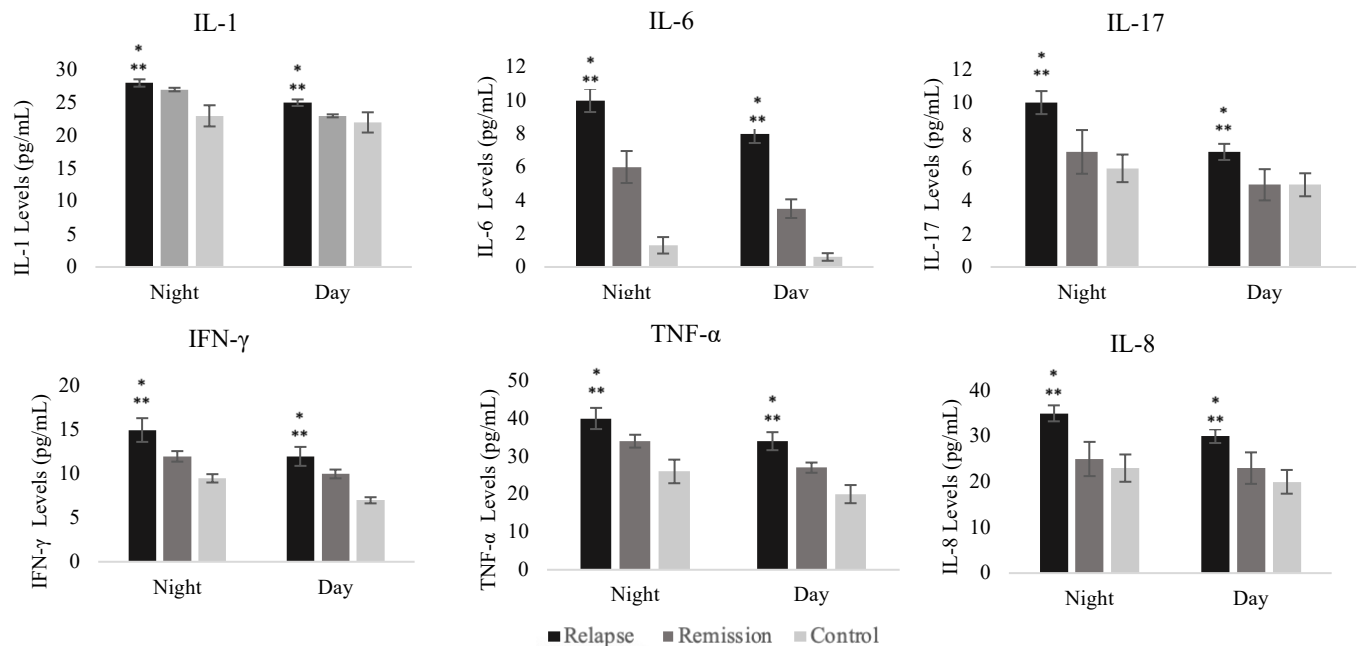 IL-1
*
**
*
**
30
25
20
15
10
5
0
IL-1 Levels (pg/mL)
Night
Day
IL-6
*
**
*
**
12
10
8
6
4
2
0
IL-6 Levels (pg/mL)
Night
Day
IL-17
*
**
*
**
12
10
8
6
4
2
0
IL-17 Levels (pg/mL)
Night
Day
IFN-γ
*
**
*
**
20
15
10
5
0
IFN-γ Levels (pg/mL)
Night
Day
TNF-α
*
**
*
**
50
40
30
20
10
0
TNF-α Levels (pg/mL)
Night
Day
IL-8
*
**
*
**
40
30
20
10
0
IL-8 Levels (pg/mL)
Night
Day
Relapse Remission Control